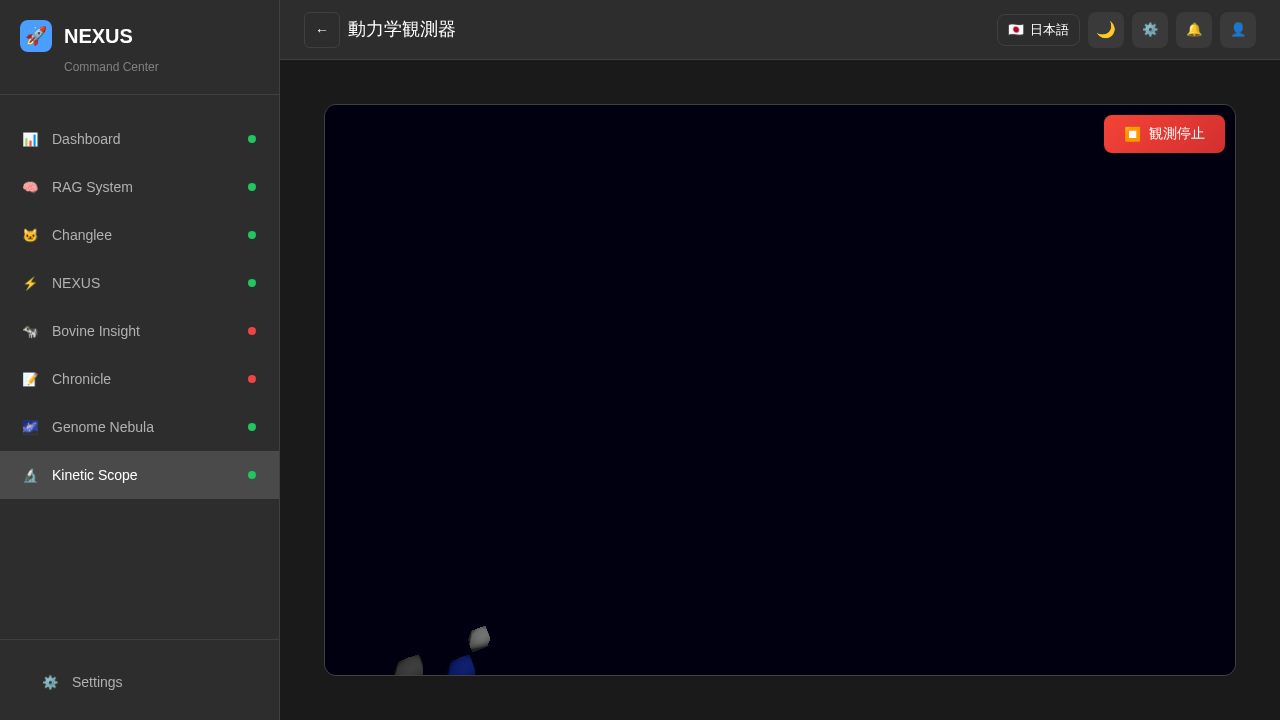 NEXUS
Command Center
Dashboard
RAG System
Changlee
NEXUS
Bovine Insight
Chronicle
Genome Nebula
Kinetic Scope
Settings
← 動力学観測器
日本語
観測停止